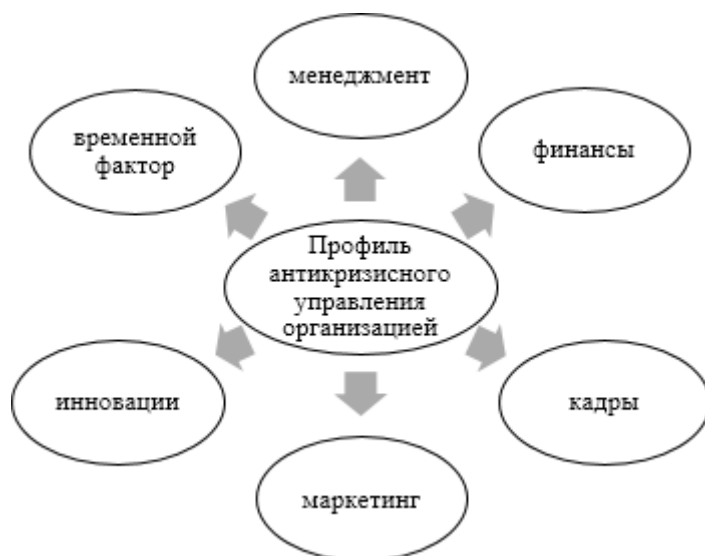 менеджмент
временной
фактор
финансы
Профиль
антикризисного
управления
организацией
инновации
кадры
маркетинг